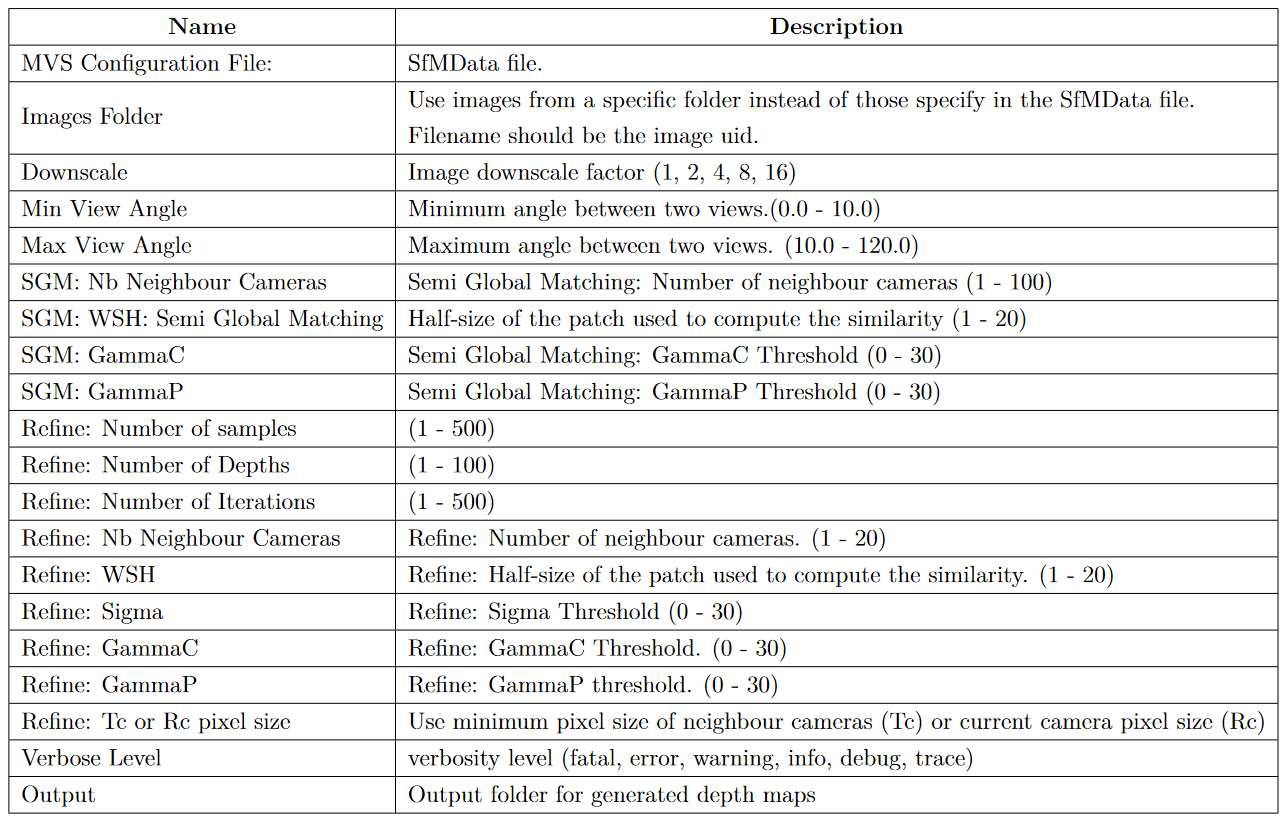 Name Description
MVS Configuration File: SfMData file.
Images Folder Use images from a specific folder instead of those specify in the SfMData file.
Filename should be the image uid.
Downscale Image downscale factor (1, 2, 4, 8, 16)
Min View Angle Minimum angle between two views.(0.0 - 10.0)
Max View Angle Maximum angle between two views. (10.0 - 120.0)
SGM: Nb Neighbour Cameras Semi Global Matching: Number of neighbour cameras (1 - 100)
SGM: WSH: Semi Global Matching Half-size of the patch used to compute the similarity (1 - 20)
SGM: GammaC Semi Global Matching: GammaC Threshold (0 - 30)
SGM: GammaP Semi Global Matching: GammaP Threshold (0 - 30)
Refine: Number of samples (1 - 500)
Refine: Number of Depths (1 - 100)
Refine: Number of Iterations (1 - 500)
Refine: Nb Neighbour Cameras Refine: Number of neighbour cameras. (1 - 20)
Refine: WSH Refine: Half-size of the patch used to compute the similarity. (1 - 20)
Refine: Sigma Refine: Sigma Threshold (0 - 30)
Refine: GammaC Refine: GammaC Threshold. (0 - 30)
Refine: GammaP Refine: GammaP threshold. (0 - 30)
Refine: Tc or Rc pixel size Use minimum pixel size of neighbour cameras (Tc) or current camera pixel size (Rc)
Verbose Level verbosity level (fatal, error, warning, info, debug, trace)
Output Output folder for generated depth maps